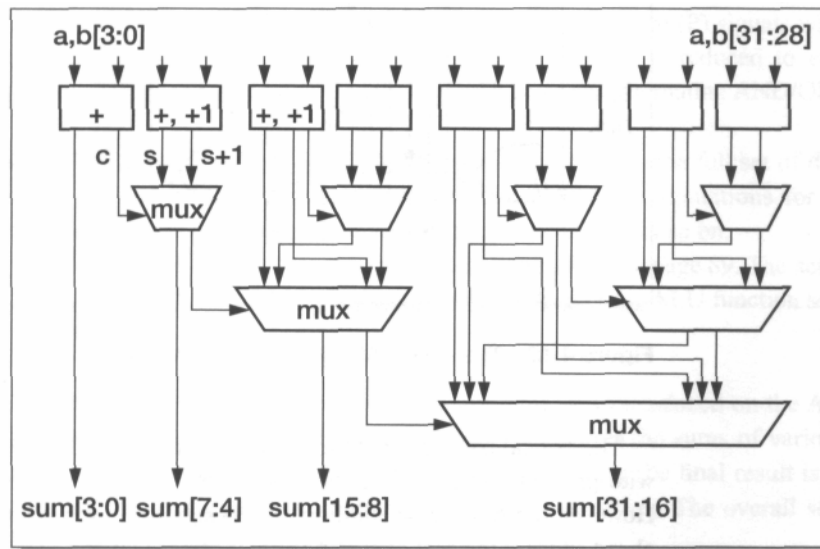 a,b[3:0] a,b[31:28]
+ +, +1 +, +1
c s s+1
mux
mux
mux
sum[3:0] sum[7:4] sum[15:8] sum[31:16]